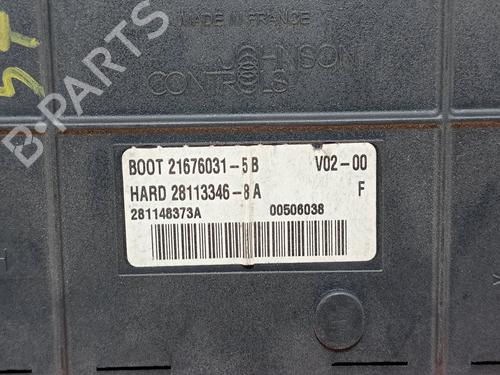 MADE IN FRANCE
JOHNSON
CONTROLS
B-PARTS
BOOT 21676031-5B V02-00
HARD 28113346-8A F
281148373A 00506038